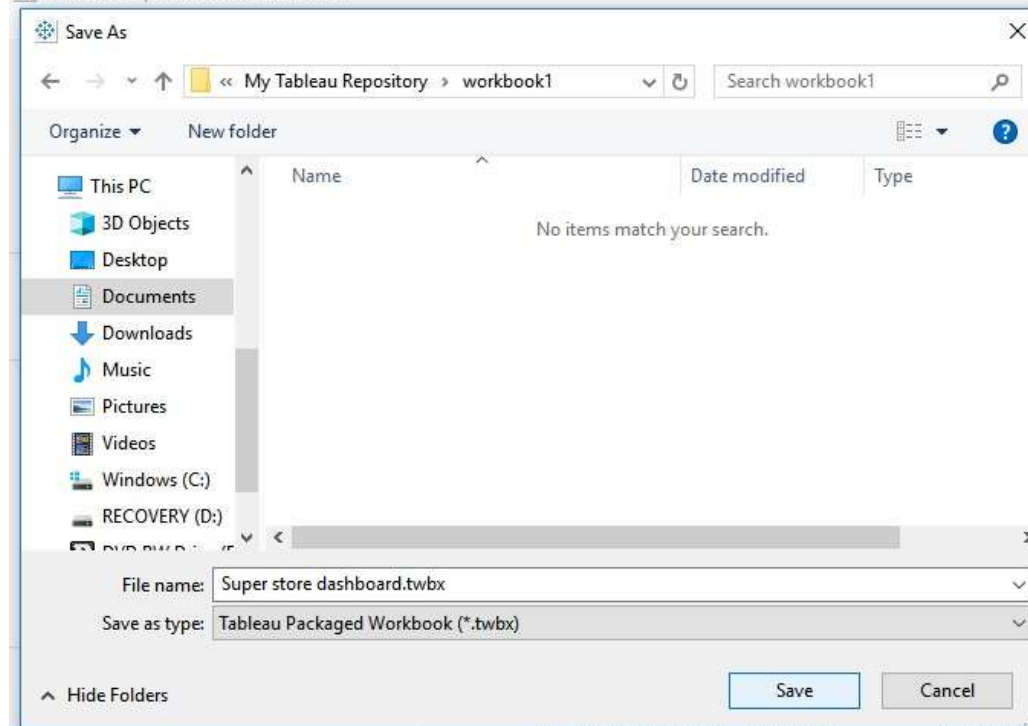 Save As
« My Tableau Repository › workbook1
Search workbook1
Organize
New folder
Name
Date modified
Type
This PC
3D Objects
No items match your search.
Desktop
Documents
Downloads
Music
Pictures
Videos
Windows (C:)
RECOVERY (D:)
File name: Super store dashboard.twbx
Save as type: Tableau Packaged Workbook (*.twbx)
Hide Folders
Save
Cancel